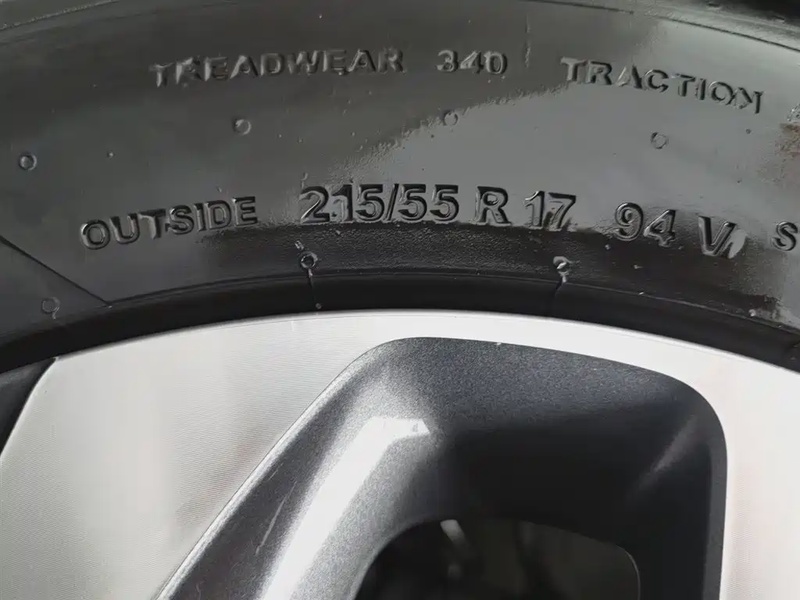 TREADWEAR 340 TRACTION
OUTSIDE 215/55 R 17 94 V S